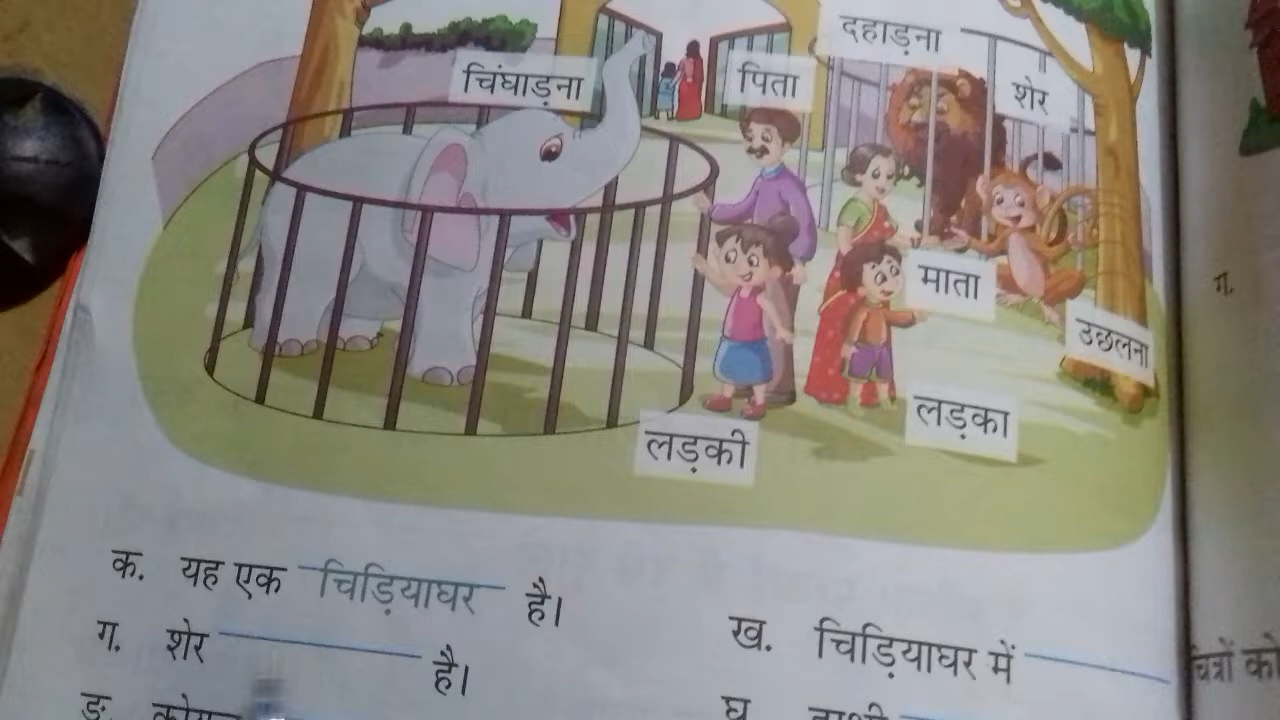 दहाड़ना
चिंघाड़ना
पिता
शेर
माता
उछलना
लड़का
लड़की
क. यह एक चिड़ियाघर है।
ख. चिड़ियाघर में
ग. शेर है।
घ
ङ
ग.